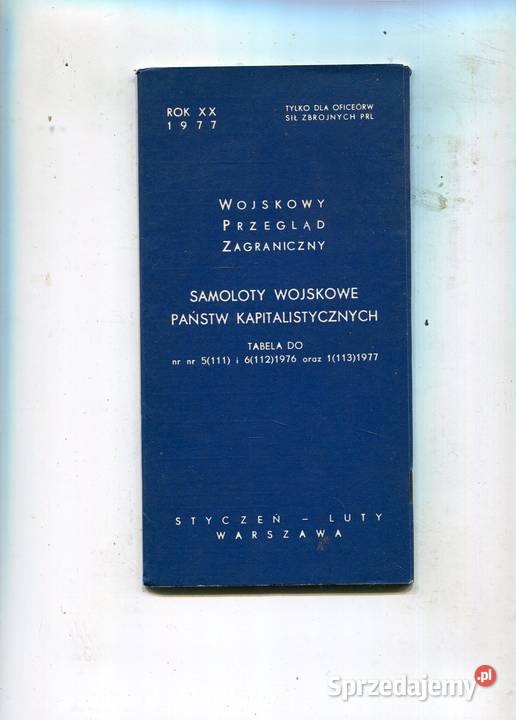 ROK XX
1977
TYLKO DLA OFICEÓRW
SIŁ ZBROJNYCH PRL
WOJSKOWY
PRZEGLĄD
ZAGRANICZNY
SAMOLOTY WOJSKOWE
PAŃSTW KAPITALISTYCZNYCH
TABELA DO
nr nr 5(111) i 6(112)1976 oraz 1(113)1977
STYCZEŃ – LUTY
WARSZAWA
Sprzedajemy.pl